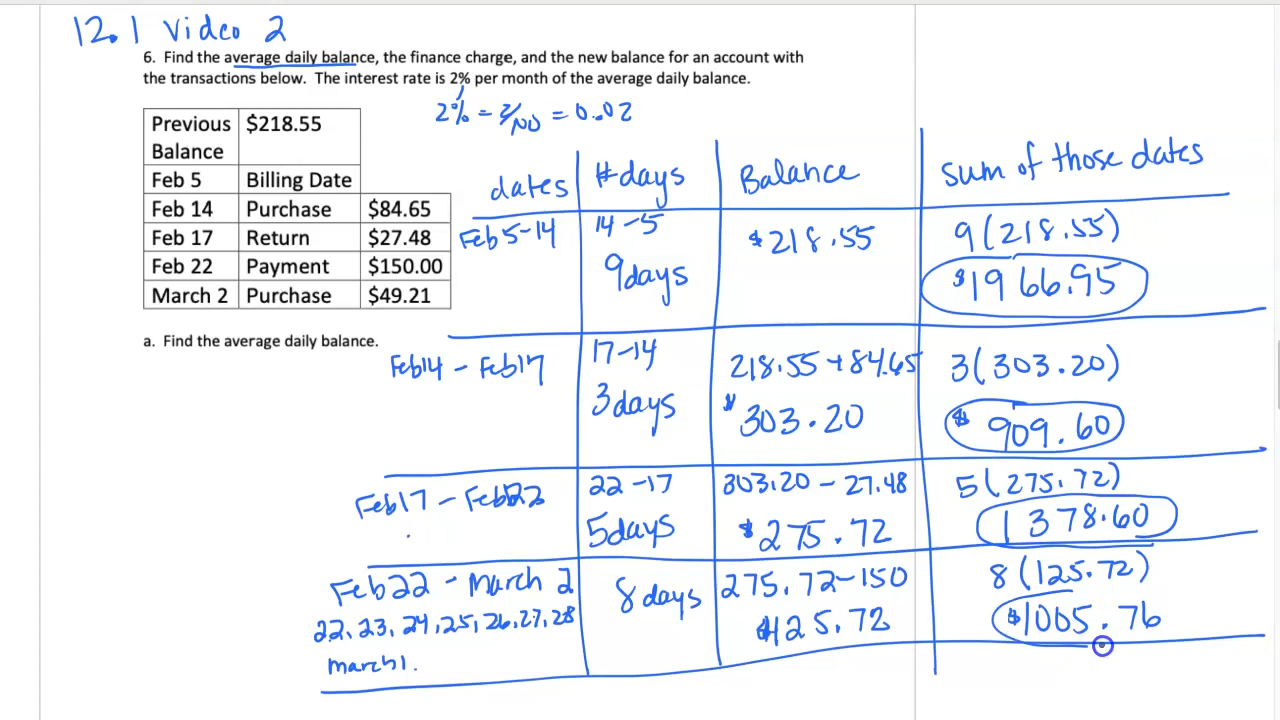 12.1 Video 2
6. Find the average daily balance, the finance charge, and the new balance for an account with
the transactions below. The interest rate is 2% per month of the average daily balance.
2% = 2/100 = 0.02
Previous Balance $218.55
Feb 5 Billing Date
Feb 14 Purchase $84.65
Feb 17 Return $27.48
Feb 22 Payment $150.00
March 2 Purchase $49.21
a. Find the average daily balance.
dates #days Balance Sum of those dates
Feb 5-14 14-5 $218.55 9(218.55)
9days $1966.95
Feb14 - Feb17 17-14 218.55+84.65 3(303.20)
3days $303.20 $909.60
Feb17 - Feb22 22-17 303.20 - 27.48 5(275.72)
5days $275.72 1378.60
Feb22 - March 2 8days 275.72-150 8(125.72)
22, 23, 24, 25, 26, 27, 28 $125.72 $1005.76
March1.